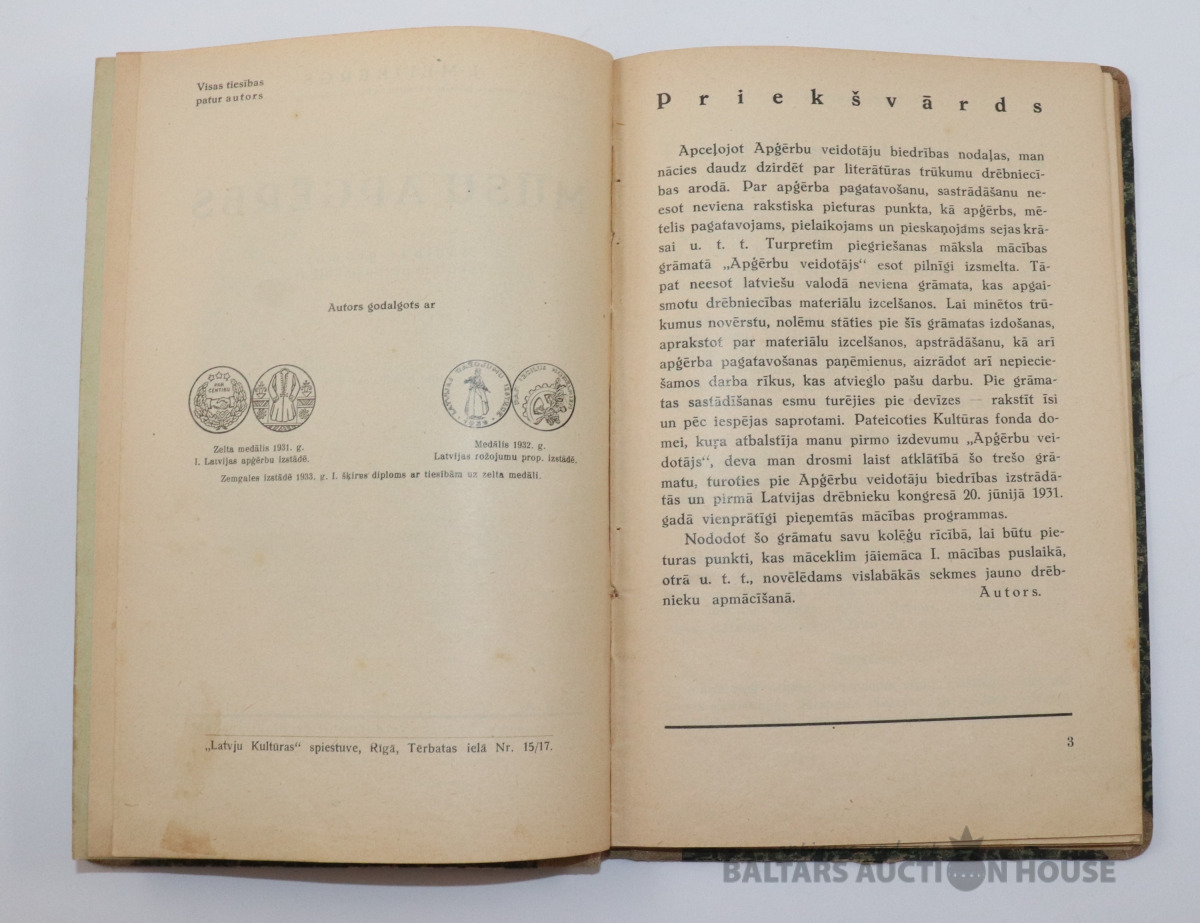 Visas tiesības
patur autors
Autors godalgots ar
PAR CENTIBU
Zelta medālis 1931. g.
I. Latvijas apģērbu izstādē.
Medālis 1932. g.
Latvijas rožojumu prop. izstādē.
Zemgales izstādē 1933. g. I. šķires diploms ar tiesībām uz zelta medāli.
„Latvju Kultūras“ spiestuve, Rīgā, Tērbatas ielā Nr. 15/17.
Priekšvārds
Apceļojot Apģērbu veidotāju biedrības nodaļas, man
nācies daudz dzirdēt par literātūras trūkumu drēbniecī-
bas arodā. Par apģērba pagatavošanu, sastrādāšanu ne-
esot neviena rakstiska pieturas punkta, kā apģērbs, mē-
telis pagatavojams, pielaikojams un pieskaņojams sejas krā-
sai u. t. t. Turpretim piegriešanas māksla mācības
grāmatā „Apģērbu veidotājs“ esot pilnīgi izsmelta. Tā-
pat neesot latviešu valodā neviena grāmata, kas apgai-
smotu drēbniecības materiālu izcelšanos. Lai minētos trū-
kumus novērstu, nolēmu stāties pie šīs grāmatas izdošanas,
aprakstot par materiālu izcelšanos, apstrādāšanu, kā arī
apģērba pagatavošanas paņēmienus, aizrādot arī nepiecie-
šamos darba rīkus, kas atvieglo pašu darbu. Pie grāma-
tas sastādīšanas esmu turējies pie devīzes — rakstīt īsi
un pēc iespējas saprotami. Pateicoties Kultūras fonda do-
mei, kuŗa atbalstīja manu pirmo izdevumu „Apģērbu vei-
dotājs“, deva man drosmi laist atklātībā šo trešo grā-
matu, turoties pie Apģērbu veidotāju biedrības izstrādā-
tās un pirmā Latvijas drēbnieku kongresā 20. jūnijā 1931.
gadā vienprātīgi pieņemtās mācības programmas.
Nododot šo grāmatu savu kolēģu rīcībā, lai būtu pie-
turas punkti, kas māceklim jāiemāca I. mācības puslaikā,
otrā u. t. t., novēlēdams vislabākās sekmes jauno drēb-
nieku apmācīšanā.
Autors.
3
BALTARS AUCTION HOUSE